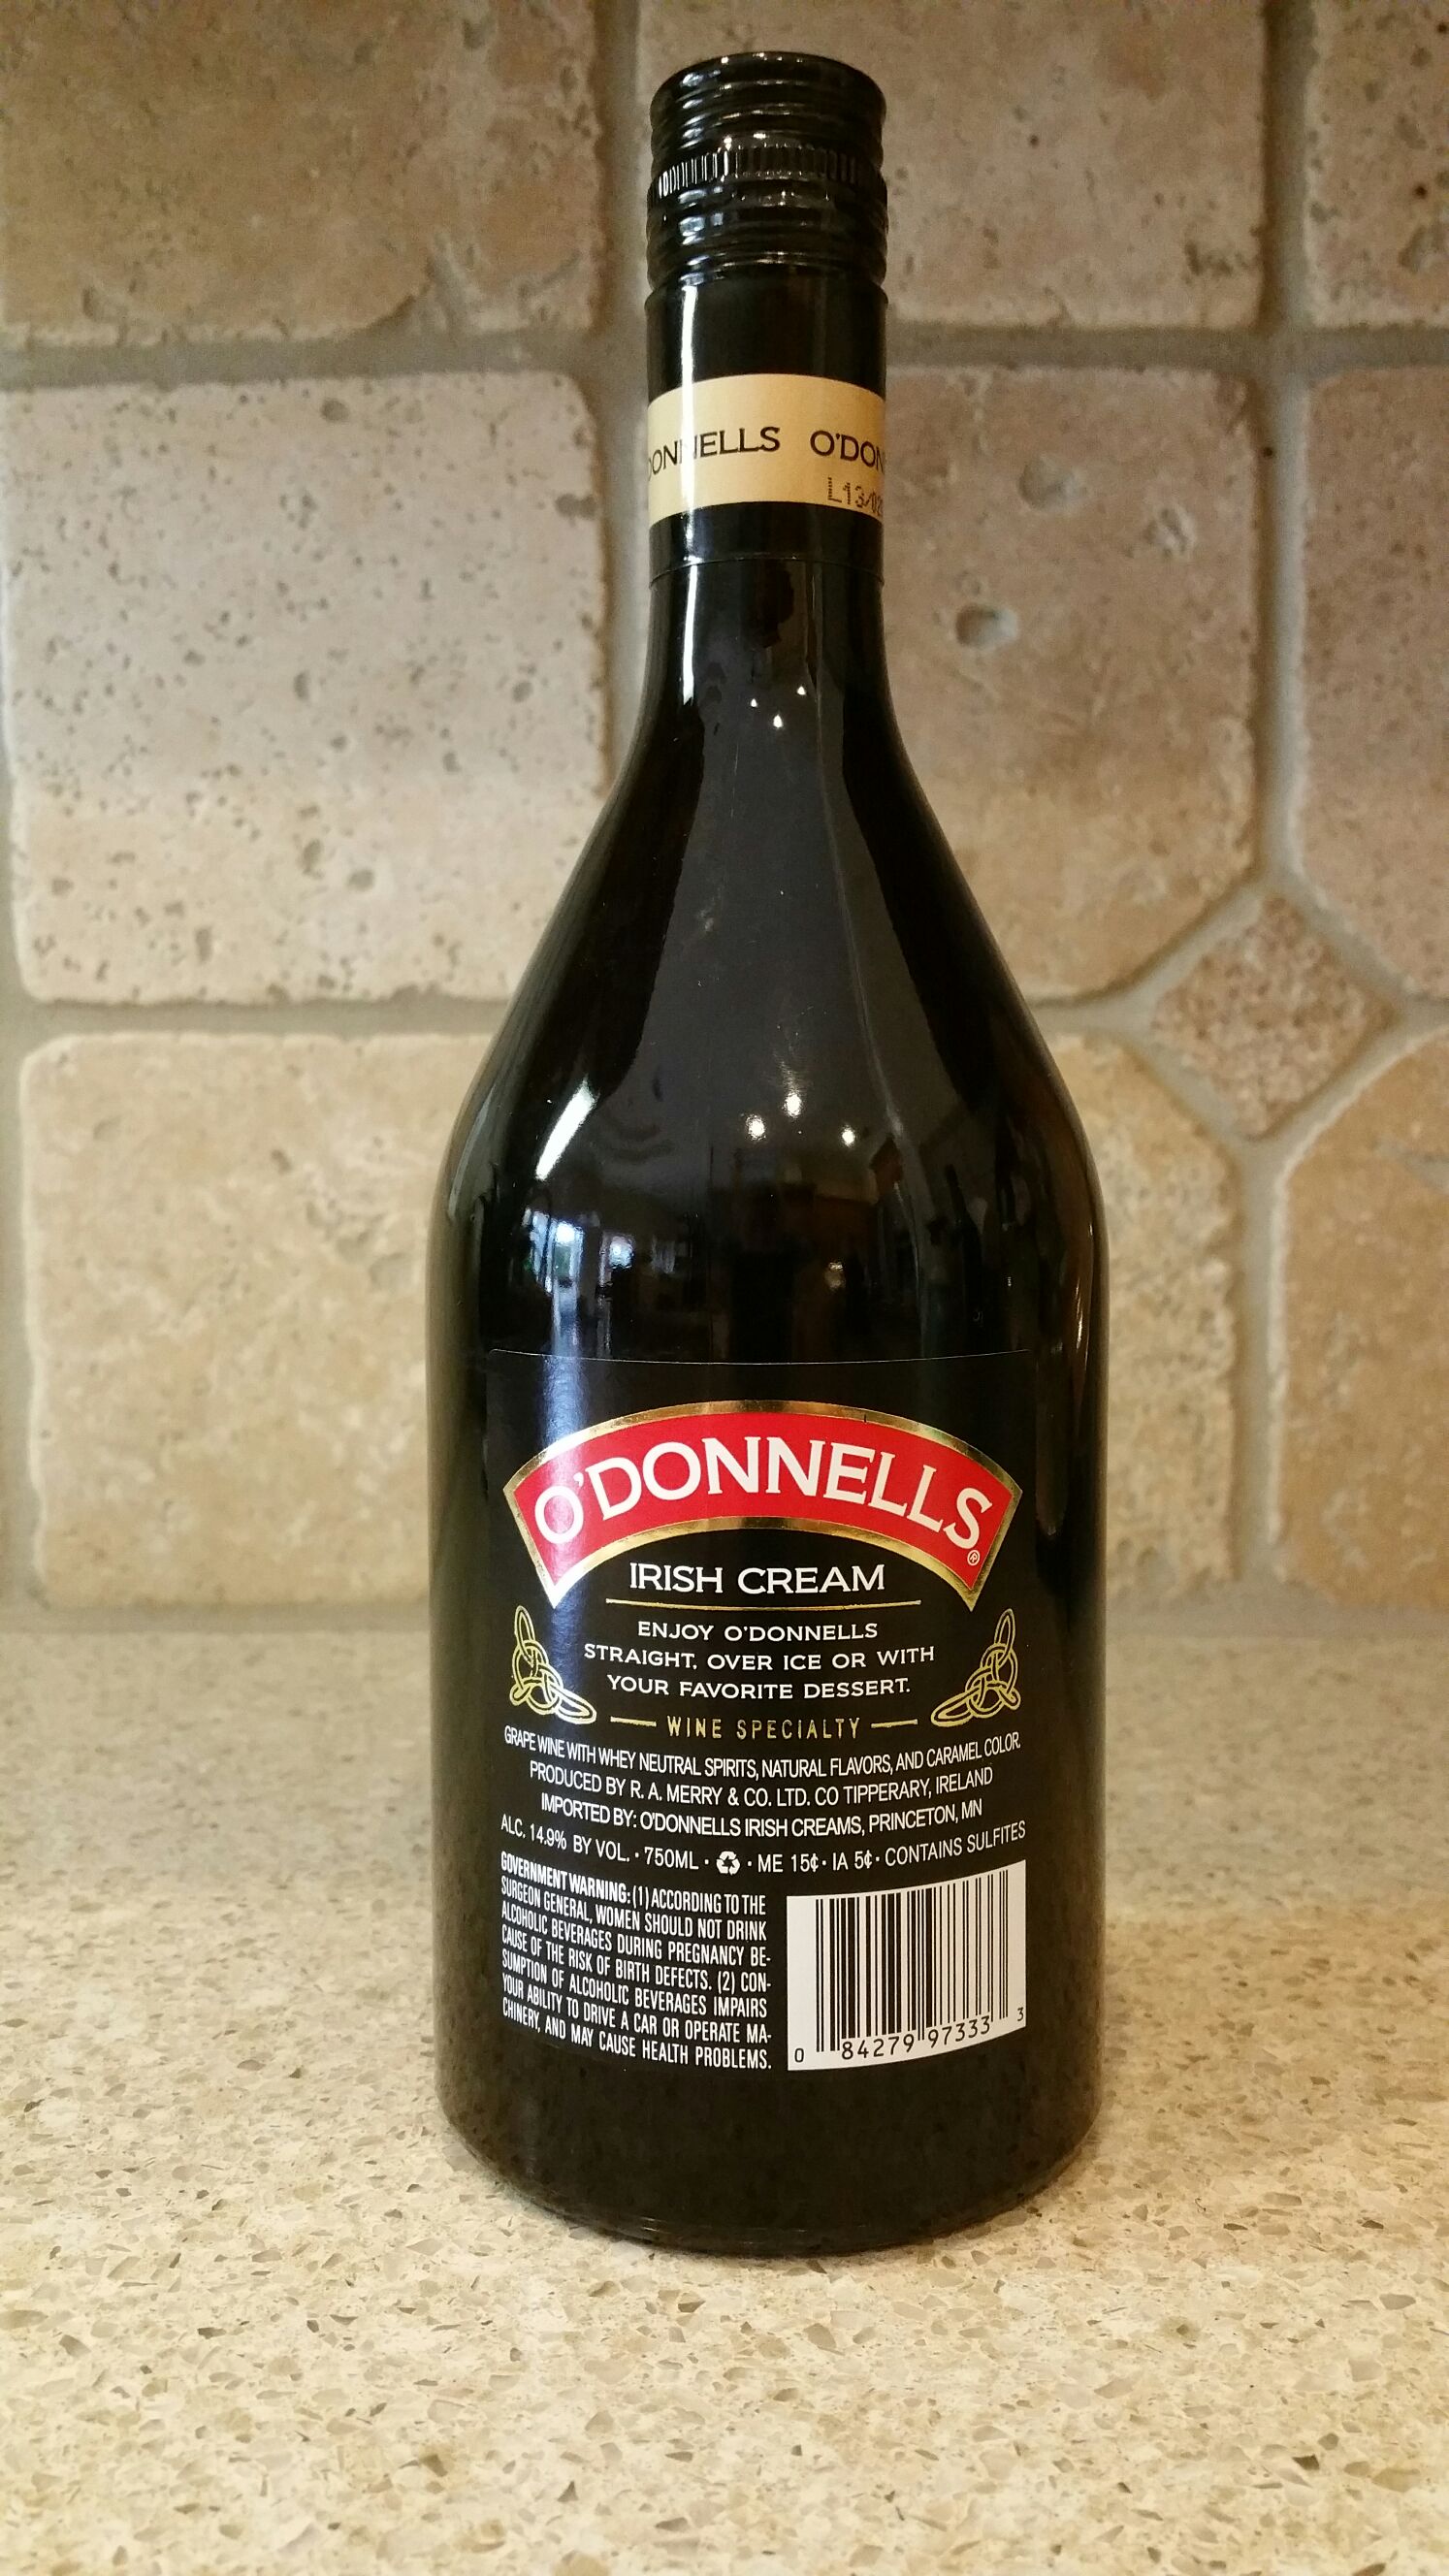 ONNELLS O'DON
L13
O'DONNELLS®
IRISH CREAM
ENJOY O'DONNELLS
STRAIGHT, OVER ICE OR WITH
YOUR FAVORITE DESSERT.
WINE SPECIALTY
GRAPE WINE WITH WHEY NEUTRAL SPIRITS, NATURAL FLAVORS, AND CARAMEL COLOR.
PRODUCED BY R. A. MERRY & CO. LTD. CO TIPPERARY, IRELAND
IMPORTED BY: O'DONNELLS IRISH CREAMS, PRINCETON, MN
ALC. 14.9% BY VOL. • 750ML • ♻ • ME 15¢ • IA 5¢ • CONTAINS SULFITES
GOVERNMENT WARNING: (1) ACCORDING TO THE
SURGEON GENERAL, WOMEN SHOULD NOT DRINK
ALCOHOLIC BEVERAGES DURING PREGNANCY BE-
CAUSE OF THE RISK OF BIRTH DEFECTS. (2) CON-
SUMPTION OF ALCOHOLIC BEVERAGES IMPAIRS
YOUR ABILITY TO DRIVE A CAR OR OPERATE MA-
CHINERY, AND MAY CAUSE HEALTH PROBLEMS.
0 84279 97333 3